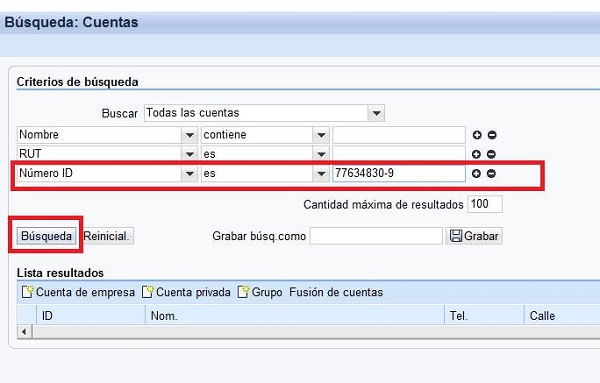 Búsqueda: Cuentas
Criterios de búsqueda
Buscar Todas las cuentas
Nombre contiene
RUT es
Número ID es 77634830-9
Cantidad máxima de resultados 100
Búsqueda Reinicial. Grabar búsq.como Grabar
Lista resultados
Cuenta de empresa Cuenta privada Grupo Fusión de cuentas
ID Nom. Tel. Calle